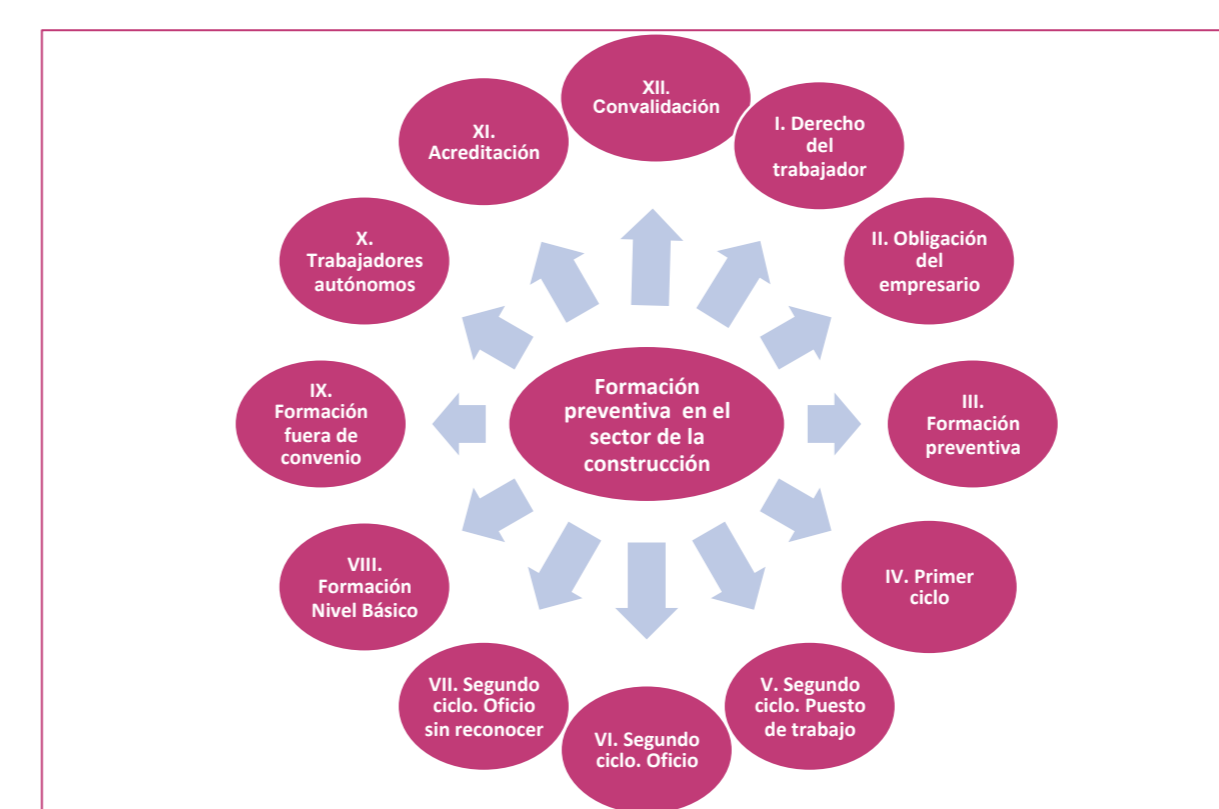 XII.
Convalidación
I. Derecho
del
trabajador
II. Obligación
del
empresario
III.
Formación
preventiva
IV. Primer
ciclo
V. Segundo
ciclo. Puesto
de trabajo
VI. Segundo
ciclo. Oficio
VII. Segundo
ciclo. Oficio
sin reconocer
VIII.
Formación
Nivel Básico
IX.
Formación
fuera de
convenio
X.
Trabajadores
autónomos
XI.
Acreditación
Formación
preventiva en el
sector de la
construcción